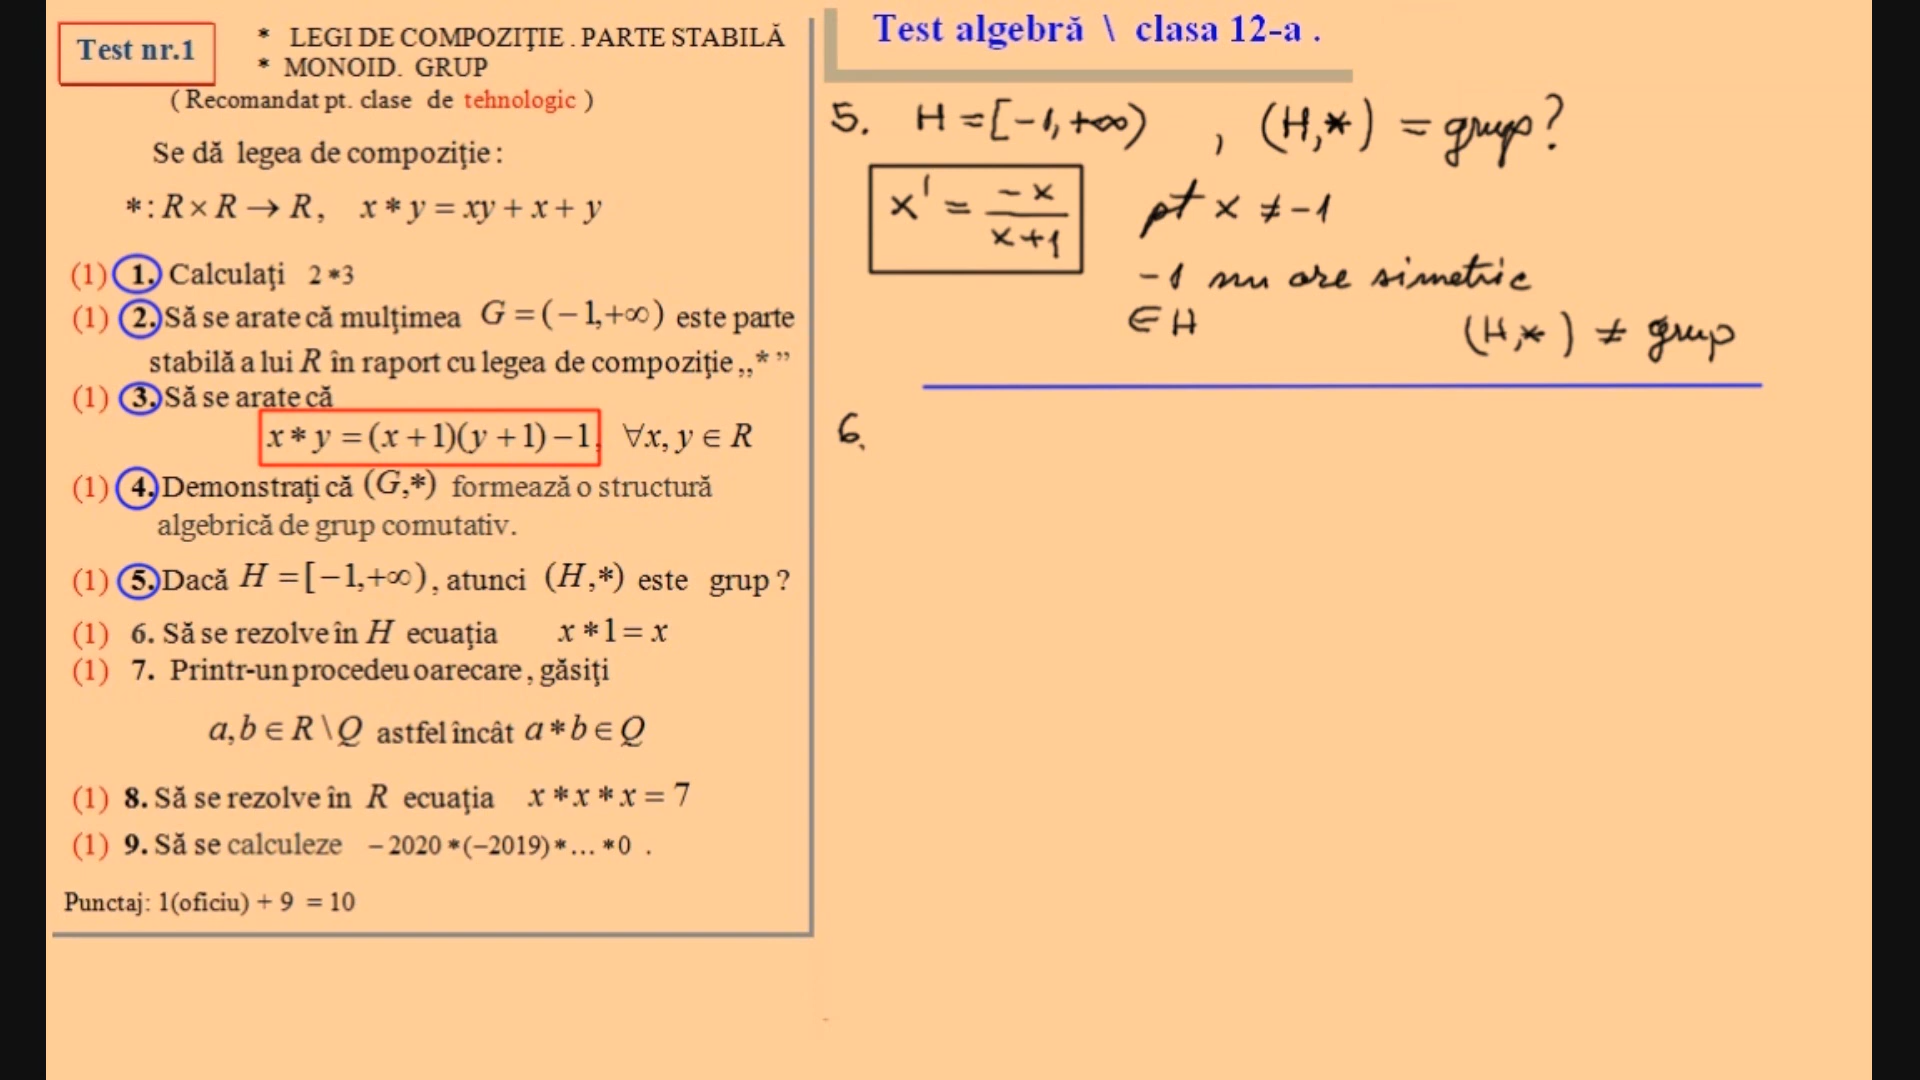 Test nr.1
* LEGI DE COMPOZIŢIE . PARTE STABILĂ
* MONOID. GRUP
( Recomandat pt. clase de tehnologic )
Se dă legea de compoziţie :
* : R × R → R, x * y = xy + x + y
(1) 1. Calculaţi 2 * 3
(1) 2. Să se arate că mulţimea G = ( − 1,+∞ ) este parte
stabilă a lui R în raport cu legea de compoziţie ,, * ”
(1) 3. Să se arate că
x * y = (x + 1)(y + 1) − 1, ∀x, y ∈ R
(1) 4. Demonstraţi că (G,*) formează o structură
algebrică de grup comutativ.
(1) 5. Dacă H = [ − 1,+∞ ) , atunci (H ,*) este grup ?
(1) 6. Să se rezolve în H ecuaţia x * 1 = x
(1) 7. Printr-un procedeu oarecare , găsiţi
a, b ∈ R \ Q astfel încât a * b ∈ Q
(1) 8. Să se rezolve în R ecuaţia x * x * x = 7
(1) 9. Să se calculeze − 2020 * (−2019) * … * 0 .
Punctaj: 1(oficiu) + 9 = 10
Test algebră \ clasa 12-a .
5. H = [-1, +∞) , (H,*) = grup?
x' = -x / x+1 pt x ≠ -1
-1 nu are simetric
∈ H (H,*) ≠ grup
6.